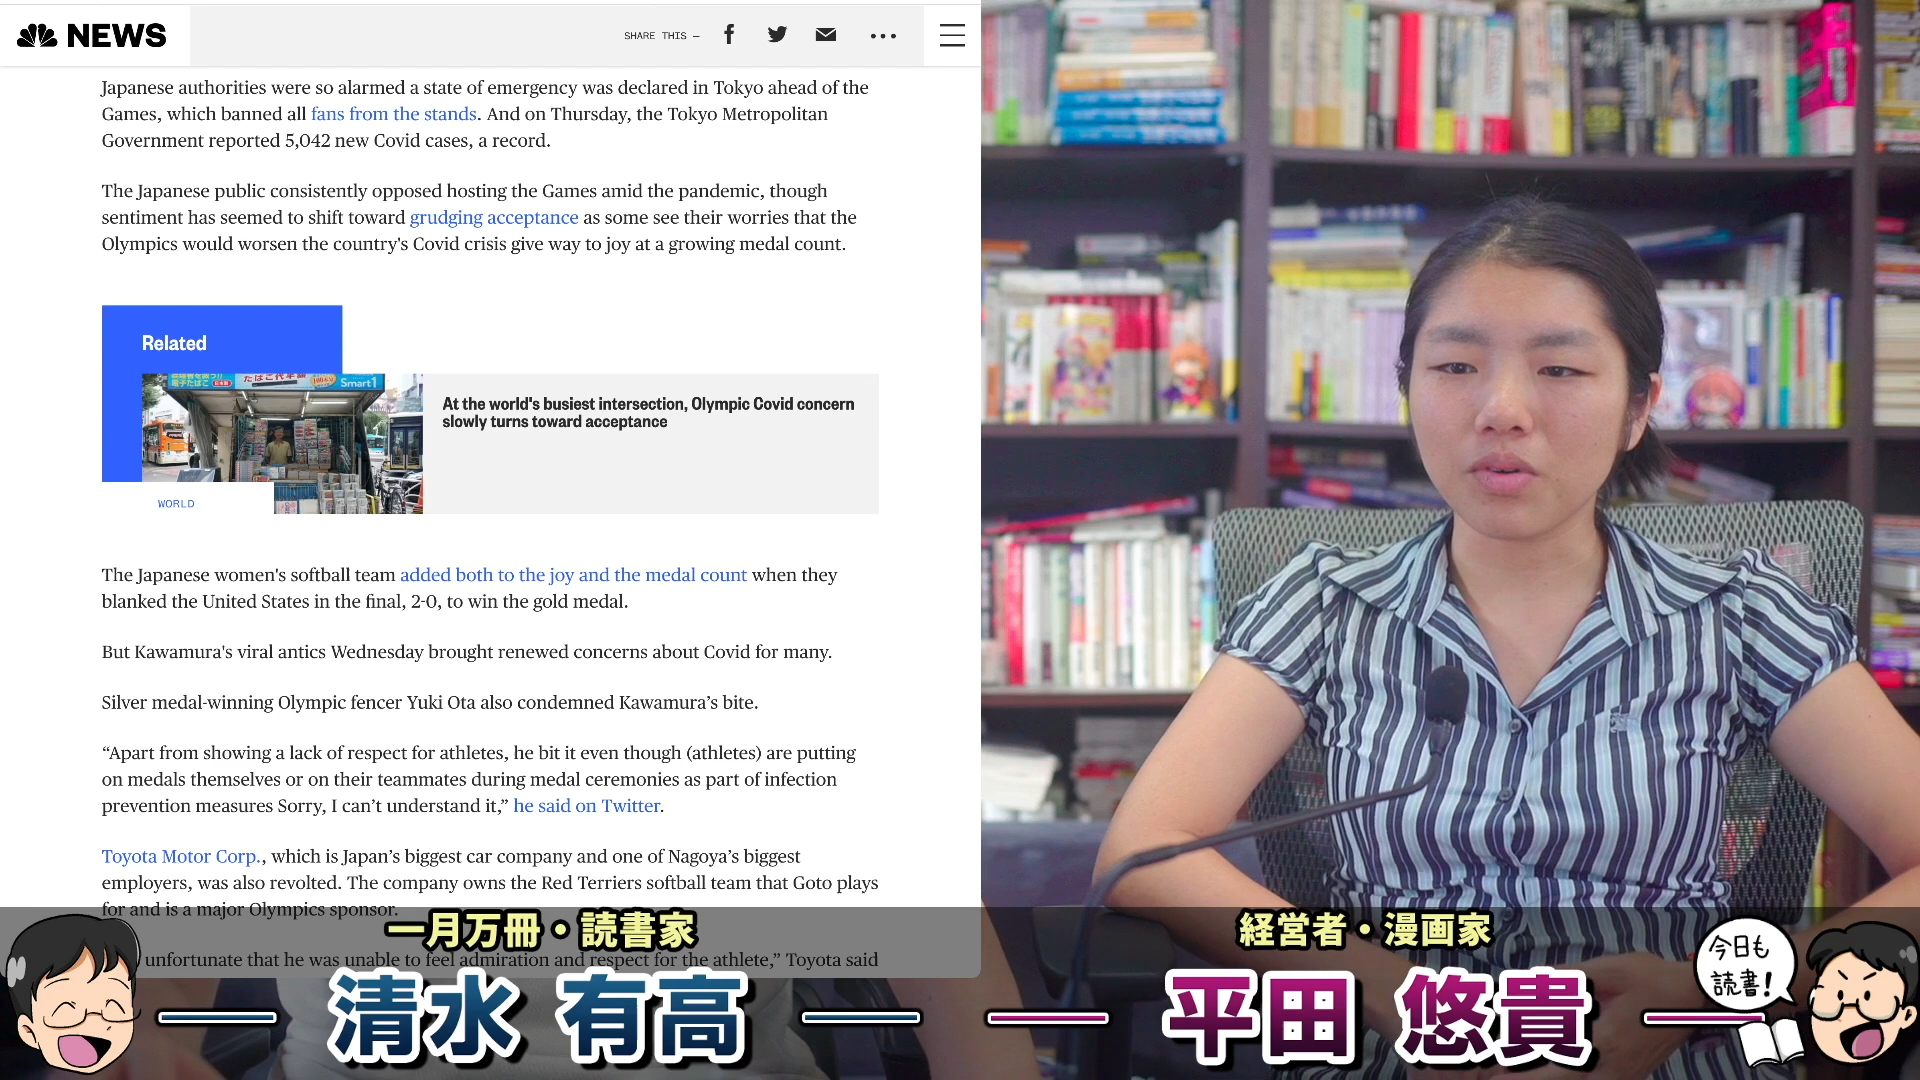 NEWS
SHARE THIS —
Japanese authorities were so alarmed a state of emergency was declared in Tokyo ahead of the
Games, which banned all fans from the stands. And on Thursday, the Tokyo Metropolitan
Government reported 5,042 new Covid cases, a record.
The Japanese public consistently opposed hosting the Games amid the pandemic, though
sentiment has seemed to shift toward grudging acceptance as some see their worries that the
Olympics would worsen the country's Covid crisis give way to joy at a growing medal count.
Related
Smart1
At the world's busiest intersection, Olympic Covid concern
slowly turns toward acceptance
WORLD
The Japanese women's softball team added both to the joy and the medal count when they
blanked the United States in the final, 2-0, to win the gold medal.
But Kawamura's viral antics Wednesday brought renewed concerns about Covid for many.
Silver medal-winning Olympic fencer Yuki Ota also condemned Kawamura’s bite.
“Apart from showing a lack of respect for athletes, he bit it even though (athletes) are putting
on medals themselves or on their teammates during medal ceremonies as part of infection
prevention measures Sorry, I can’t understand it,” he said on Twitter.
Toyota Motor Corp., which is Japan’s biggest car company and one of Nagoya’s biggest
employers, was also revolted. The company owns the Red Terriers softball team that Goto plays
for and is a major Olympics sponsor.
unfortunate that he was unable to feel admiration and respect for the athlete,” Toyota said
一月万冊・読書家
清水 有高
経営者・漫画家
平田 悠貴
今日も
読書!